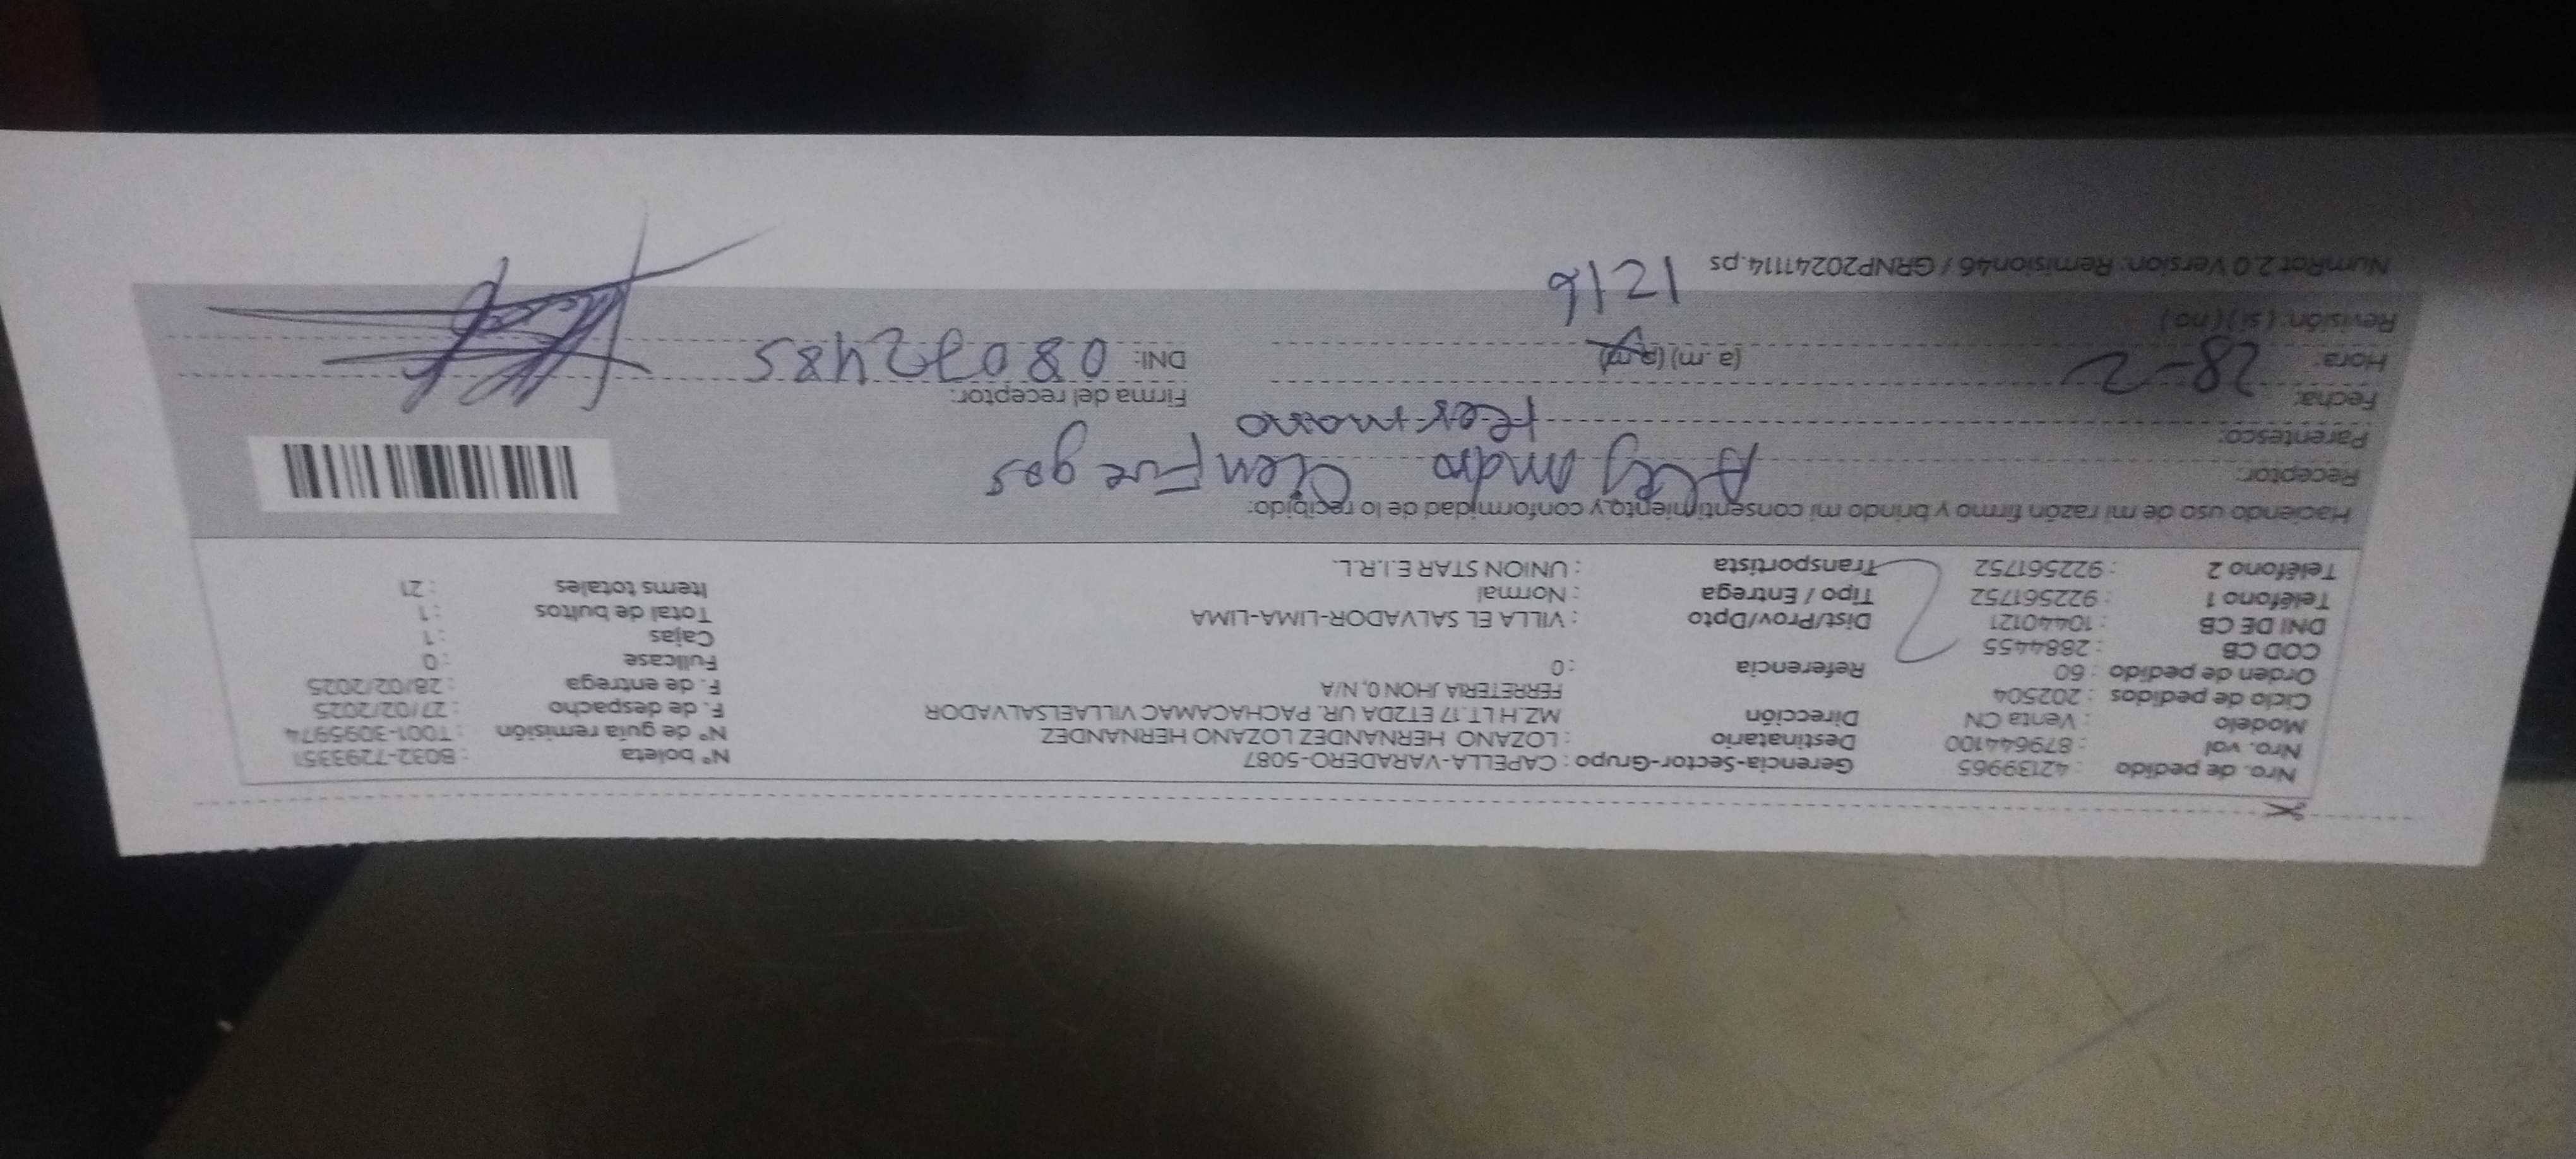 Nro. de pedido : 42139965 Gerencia-Sector-Grupo : CAPELLA-VARADERO-5087 N° boleta : B032-7293351
Nro. vol : 879644100 Destinatario : LOZANO HERNANDEZ LOZANO HERNANDEZ N° de guía remisión : T001-3095974
Modelo : Venta CN Dirección MZ.H LT.17 ET2DA UR. PACHACAMAC VILLAELSALVADOR F. de despacho : 27/02/2025
Ciclo de pedidos : 202504 FERRETERIA JHON 0, N/A F. de entrega : 28/02/2025
Orden de pedido : 60 Referencia : 0 Fullcase : 0
COD CB : 2884455 Cajas : 1
DNI DE CB : 10440121 Dist/Prov/Dpto : VILLA EL SALVADOR-LIMA-LIMA Total de bultos : 1
Teléfono 1 : 922561752 Tipo / Entrega : Normal Items totales : 21
Teléfono 2 : 922561752 Transportista : UNION STAR E.I.R.L.
Haciendo uso de mi razón firmo y brindo mi consentimiento y conformidad de lo recibido:
Receptor: Alejandro Cienfuegos
Parentesco: Hermano
Fecha: 28-2 Firma del receptor:
Hora: (a. m) (p.m) DNI: 08072485
Revisión: ( si ) ( no )
1216
NumRot 2.0 Version: Remision46 / GRNP20247114.ps